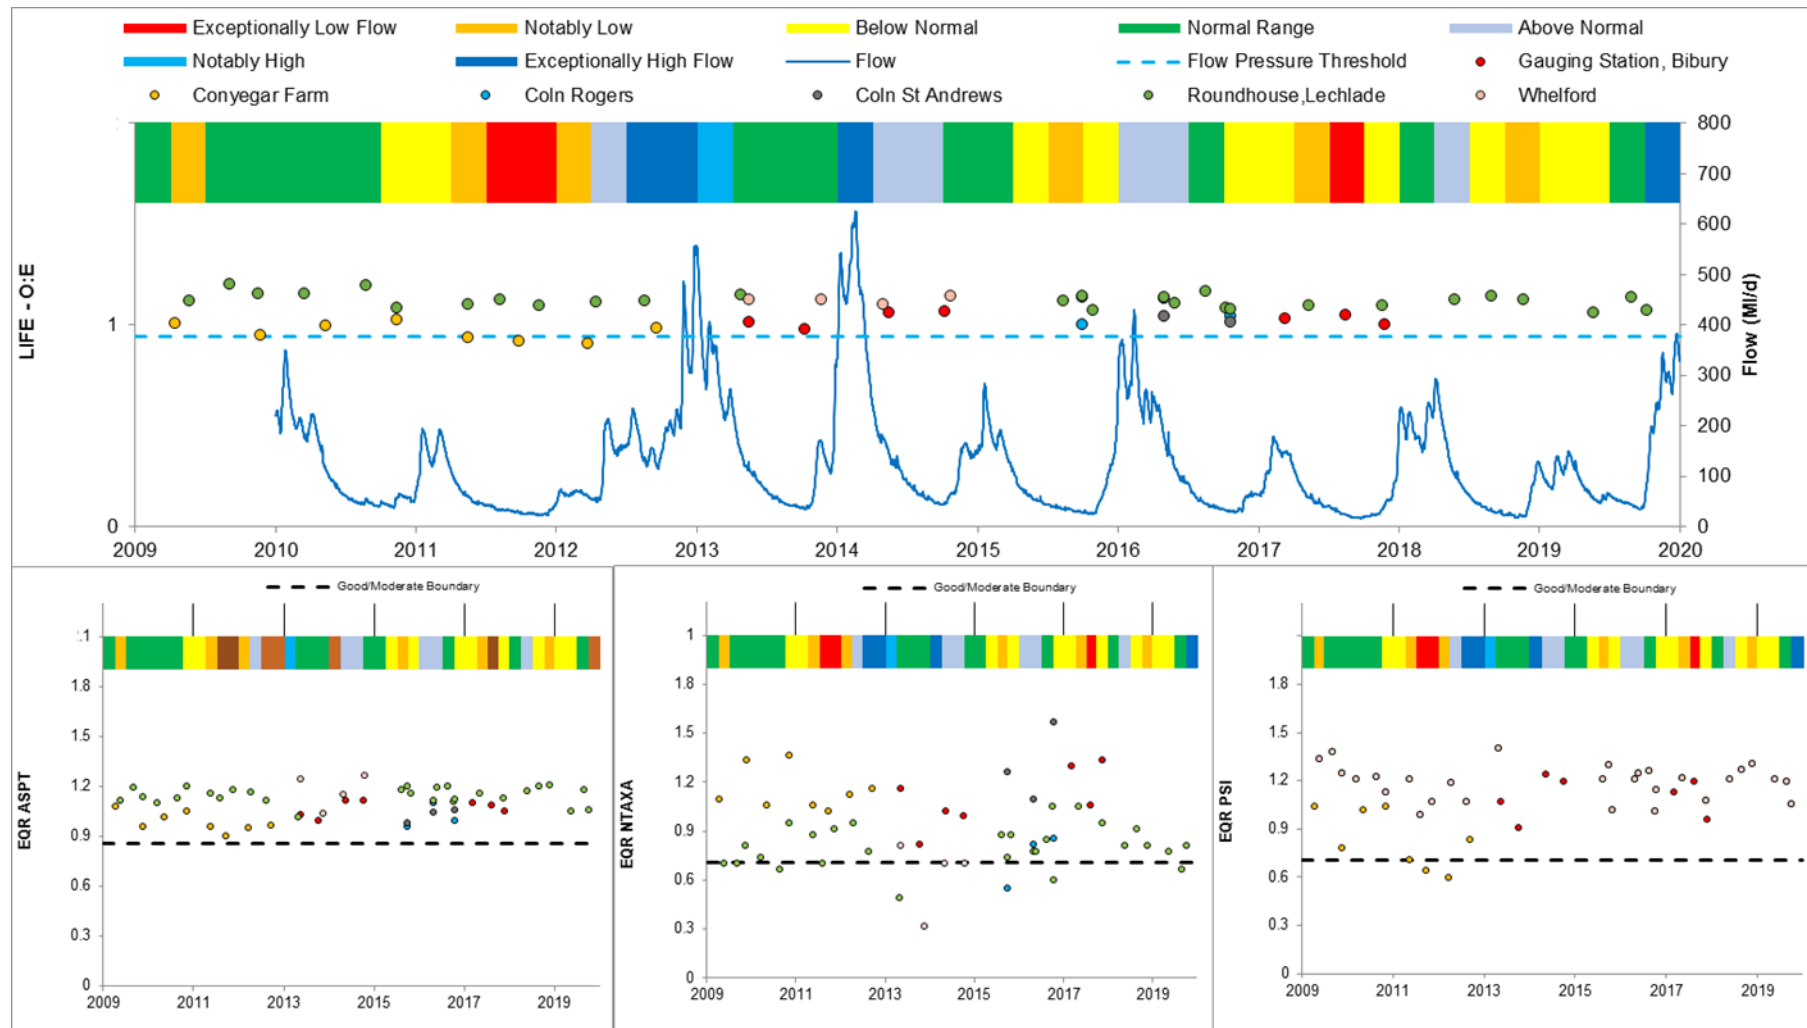 Exceptionally Low Flow Notably Low Below Normal Normal Range Above Normal
Notably High Exceptionally High Flow Flow Flow Pressure Threshold Gauging Station, Bibury
Conyegar Farm Coln Rogers Coln St Andrews Roundhouse,Lechlade Whelford
800
700
600
500
400
300
200
100
0
Flow (Ml/d)
LIFE - O:E
1
0
2009 2010 2011 2012 2013 2014 2015 2016 2017 2018 2019 2020
Good/Moderate Boundary
EQR ASPT
1.8
1.5
1.2
0.9
0.6
0.3
0
2009 2011 2013 2015 2017 2019
Good/Moderate Boundary
EQR NTAXA
1
1.8
1.5
1.2
0.9
0.6
0.3
0
2009 2011 2013 2015 2017 2019
Good/Moderate Boundary
EQR PSI
1.8
1.5
1.2
0.9
0.6
0.3
0
2009 2011 2013 2015 2017 2019